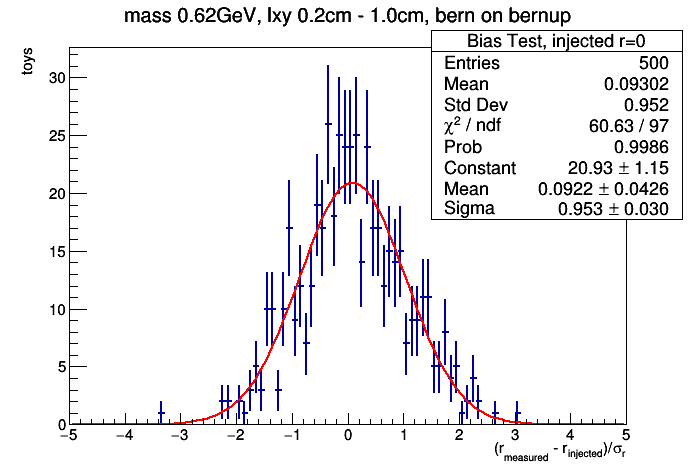 mass 0.62GeV, lxy 0.2cm - 1.0cm, bern on bernup
toys
Bias Test, injected r=0
Entries 500
Mean 0.09302
Std Dev 0.952
χ² / ndf 60.63 / 97
Prob 0.9986
Constant 20.93 ± 1.15
Mean 0.0922 ± 0.0426
Sigma 0.953 ± 0.030
30
25
20
15
10
5
0
−5 −4 −3 −2 −1 0 1 2 3 4 5
(r_measured - r_injected)/σ_r